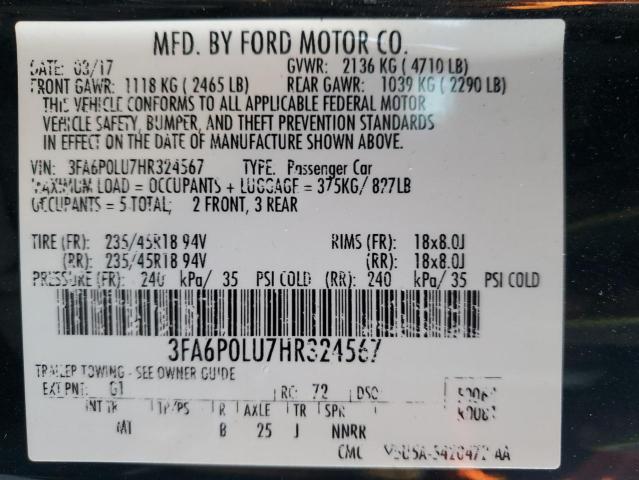 MFD. BY FORD MOTOR CO.
DATE: 03/17 GVWR: 2136 KG ( 4710 LB)
FRONT GAWR: 1118 KG ( 2465 LB) REAR GAWR: 1039 KG ( 2290 LB)
THIS VEHICLE CONFORMS TO ALL APPLICABLE FEDERAL MOTOR
VEHICLE SAFETY, BUMPER, AND THEFT PREVENTION STANDARDS
IN EFFECT ON THE DATE OF MANUFACTURE SHOWN ABOVE.
VIN: 3FA6P0LU7HR324567 TYPE: Passenger Car
MAXIMUM LOAD = OCCUPANTS + LUGGAGE = 375KG/ 827LB
OCCUPANTS = 5 TOTAL; 2 FRONT, 3 REAR
TIRE (FR): 235/45R18 94V RIMS (FR): 18x8.0J
(RR): 235/45R18 94V (RR): 18x8.0J
PRESSURE (FR): 240 kPa/ 35 PSI COLD (RR): 240 kPa/ 35 PSI COLD
3FA6P0LU7HR324567
TRAILER TOWING - SEE OWNER GUIDE
EXT PNT: G1 RC: 72 DSO:
INT TR TP/PS R AXLE TR SPR
B 25 J NNRR